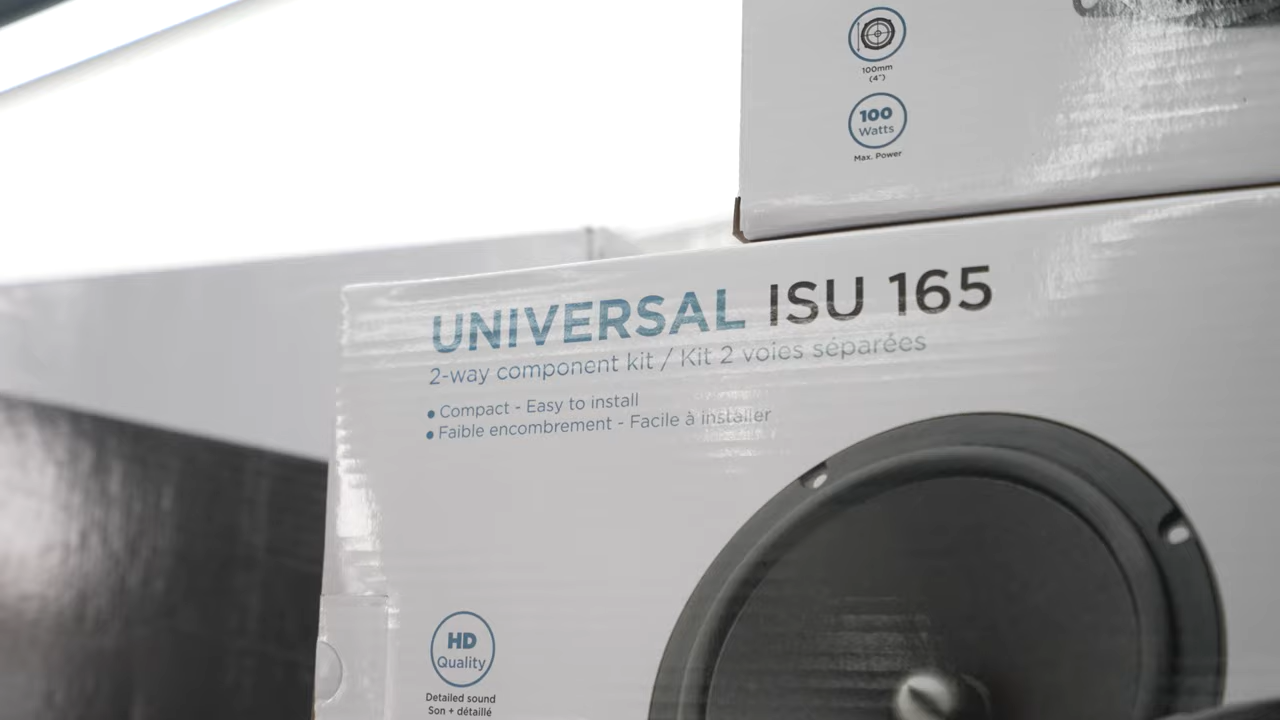 100mm
(4")
100
Watts
Max. Power
UNIVERSAL ISU 165
2-way component kit / Kit 2 voies séparées
• Compact - Easy to install
• Faible encombrement - Facile à installer
HD
Quality
Detailed sound
Son + détaillé